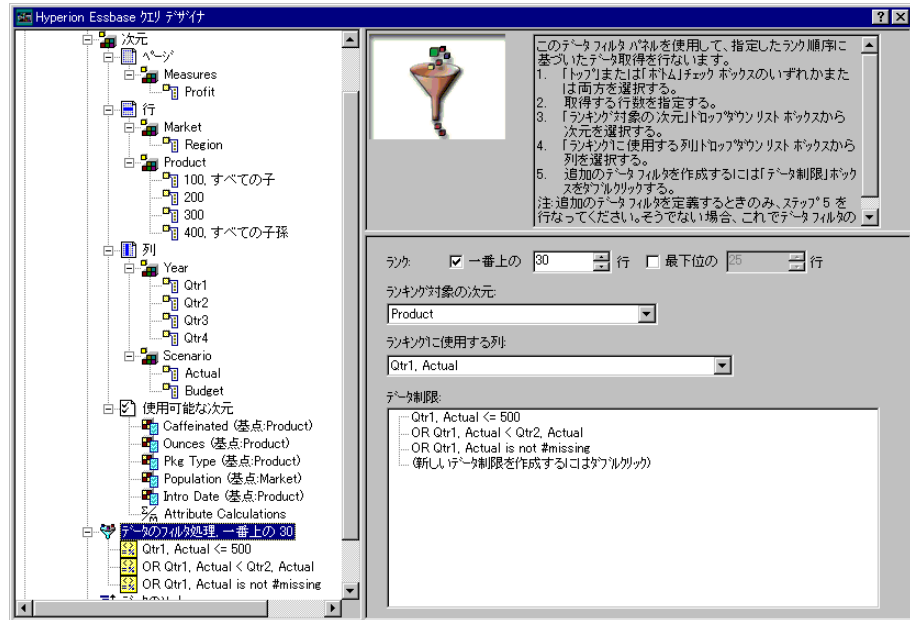 Hyperion Essbase クエリ デザイナ
次元
ページ
Measures
Profit
行
Market
Region
Product
100, すべての子
200
300
400, すべての子孫
列
Year
Qtr1
Qtr2
Qtr3
Qtr4
Scenario
Actual
Budget
使用可能な次元
Caffeinated (基点:Product)
Ounces (基点:Product)
Pkg Type (基点:Product)
Population (基点:Market)
Intro Date (基点:Product)
Attribute Calculations
データのフィルタ処理, 一番上の 30
Qtr1, Actual <= 500
OR Qtr1, Actual < Qtr2, Actual
OR Qtr1, Actual is not #missing
このデータ フィルタ パネルを使用して、指定したランク順序に
基づいたデータ取得を行ないます。
1. 「トップ」または「ボトム」チェック ボックスのいずれかまた
は両方を選択する。
2. 取得する行数を指定する。
3. 「ランキング対象の次元」ドロップダウン リスト ボックスから
次元を選択する。
4. 「ランキングに使用する列」ドロップダウン リスト ボックスから
列を選択する。
5. 追加のデータ フィルタを作成するには「データ制限」ボック
スをダブルクリックする。
注:追加のデータ フィルタを定義するときのみ、ステップ 5 を
行なってください。そうでない場合、これでデータ フィルタの
ランク: 一番上の 30 行 最下位の 25 行
ランキング対象の次元:
Product
ランキングに使用する列:
Qtr1, Actual
データ制限:
Qtr1, Actual <= 500
OR Qtr1, Actual < Qtr2, Actual
OR Qtr1, Actual is not #missing
(新しいデータ制限を作成するにはダブルクリック)